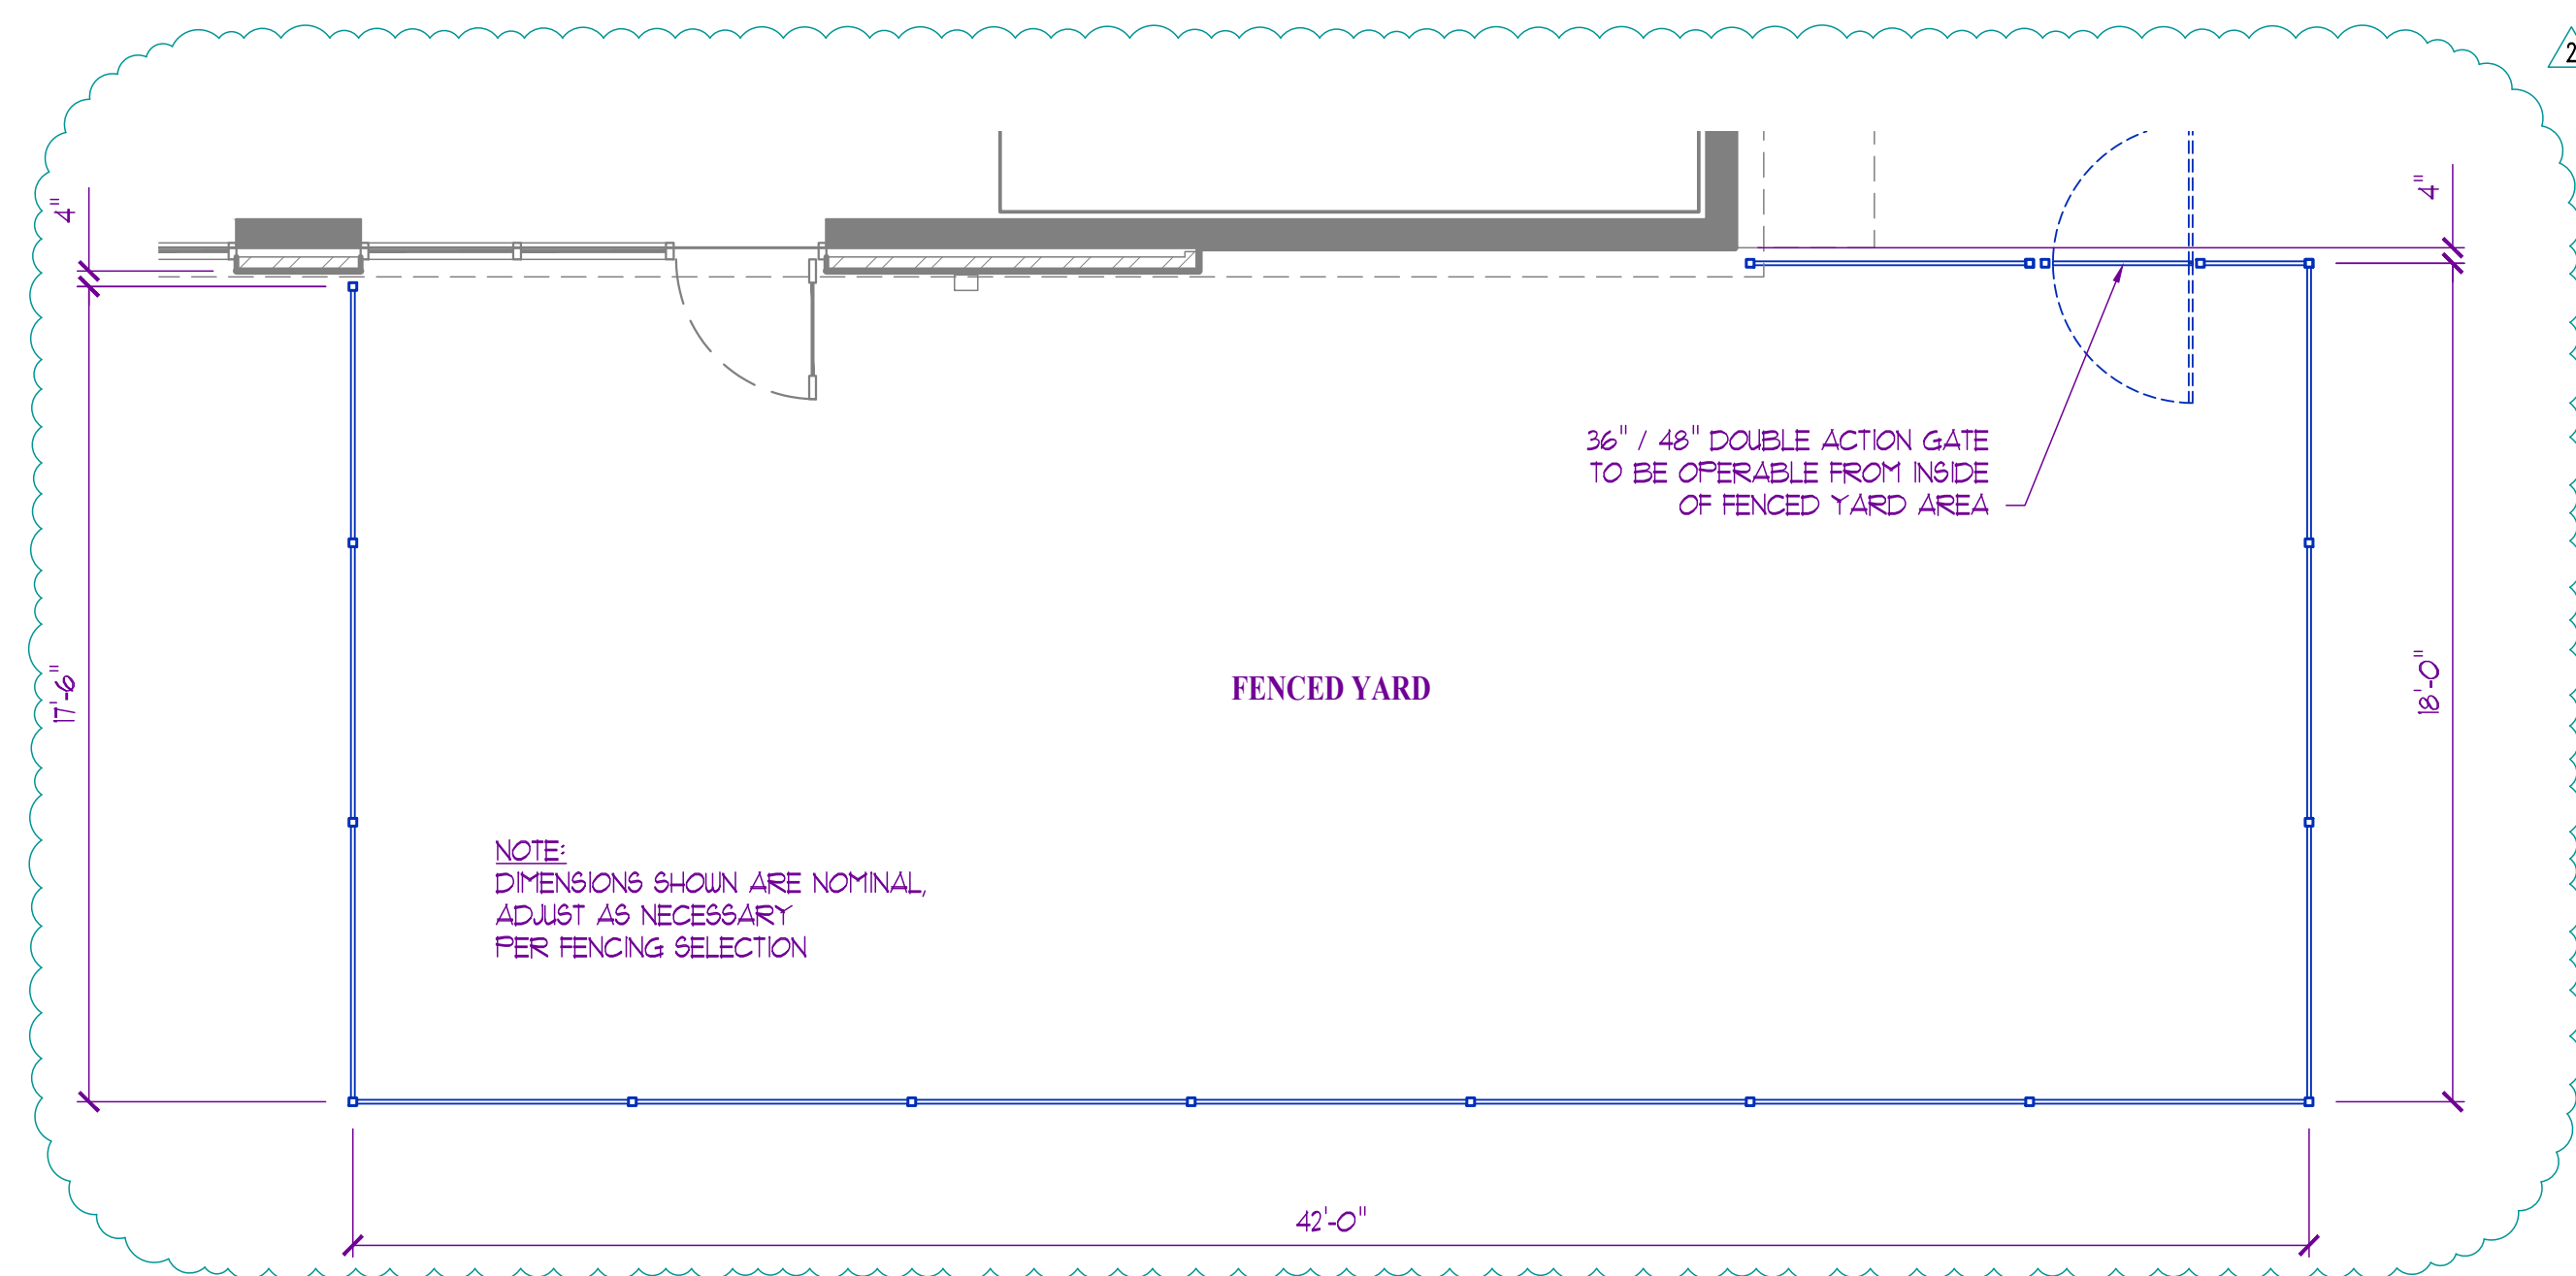 2
4"
4"
36" / 48" DOUBLE ACTION GATE
TO BE OPERABLE FROM INSIDE
OF FENCED YARD AREA
17'-6"
FENCED YARD
18'-0"
NOTE:
DIMENSIONS SHOWN ARE NOMINAL,
ADJUST AS NECESSARY
PER FENCING SELECTION
42'-0"